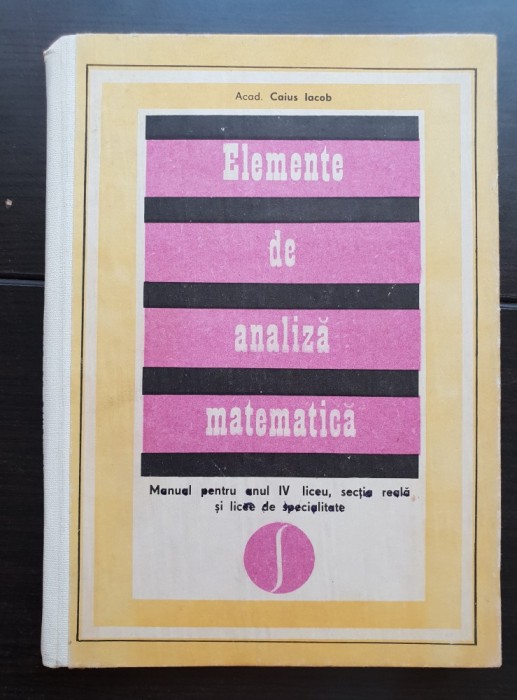 Acad. Caius Iacob
Elemente
de
analiză
matematică
Manual pentru anul IV liceu, secția reală
și licee de specialitate
∫